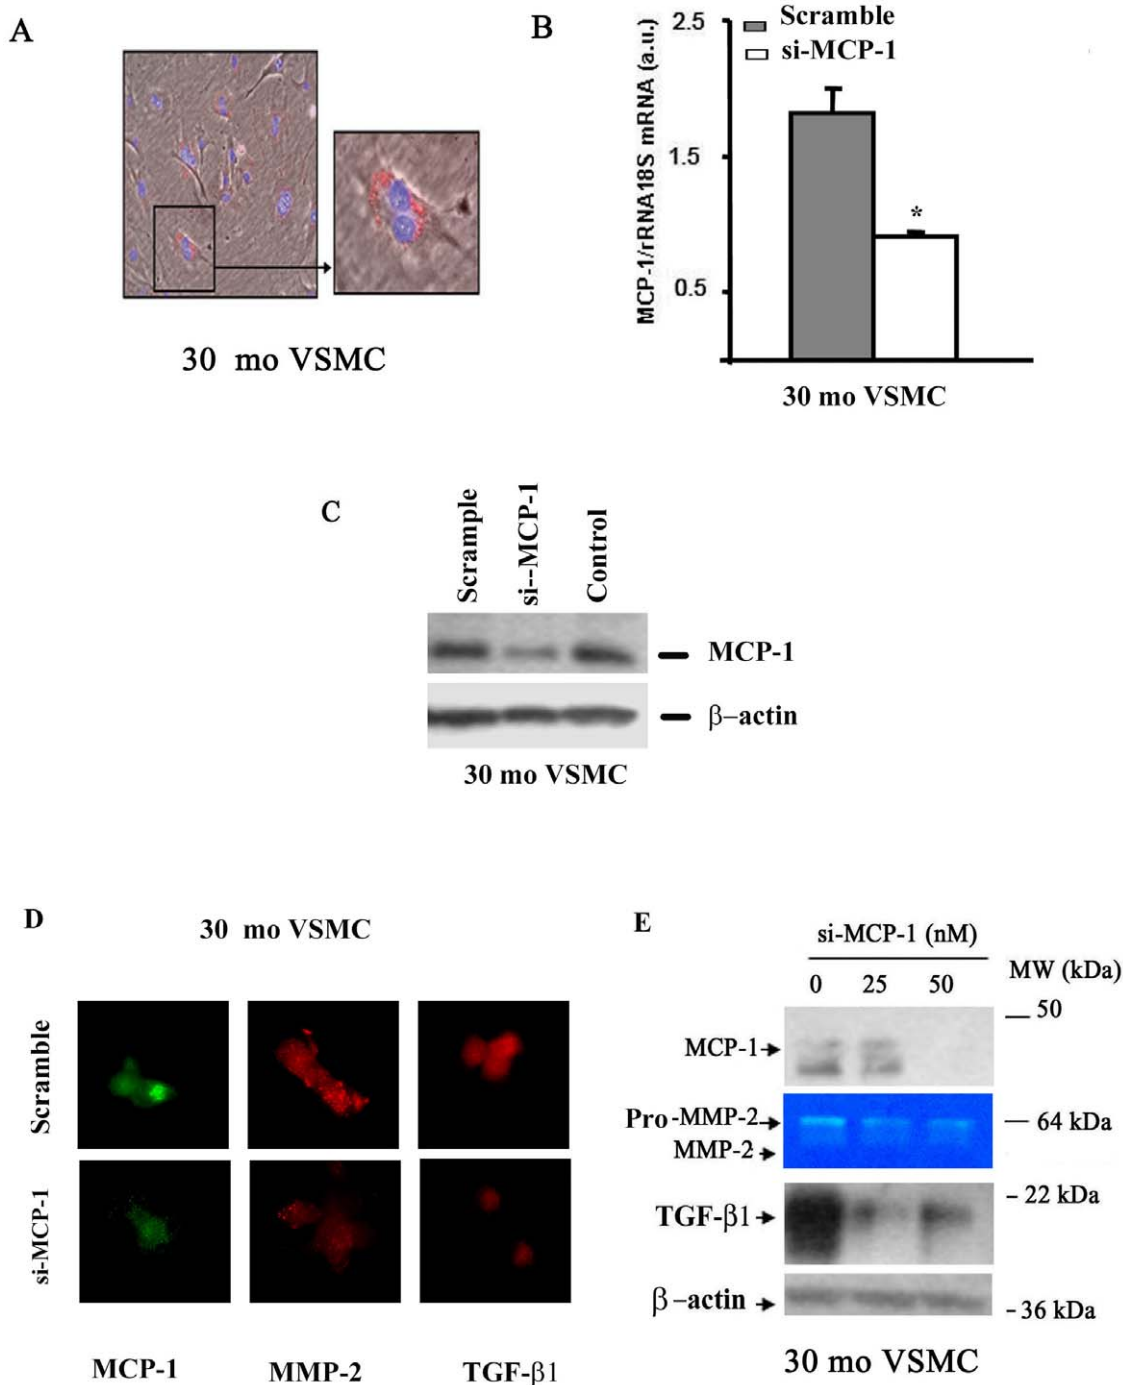 A
30 mo VSMC
B
MCP-1/rRNA18S mRNA (a.u.)
2.5
1.5
0.5
Scramble
si-MCP-1
*
30 mo VSMC
C
Scrample
si--MCP-1
Control
MCP-1
β–actin
30 mo VSMC
D
30 mo VSMC
Scramble
si-MCP-1
MCP-1
MMP-2
TGF-β1
E
si-MCP-1 (nM)
0 25 50
MW (kDa)
50
MCP-1
Pro-MMP-2
64 kDa
MMP-2
22 kDa
TGF-β1
β–actin
36 kDa
30 mo VSMC